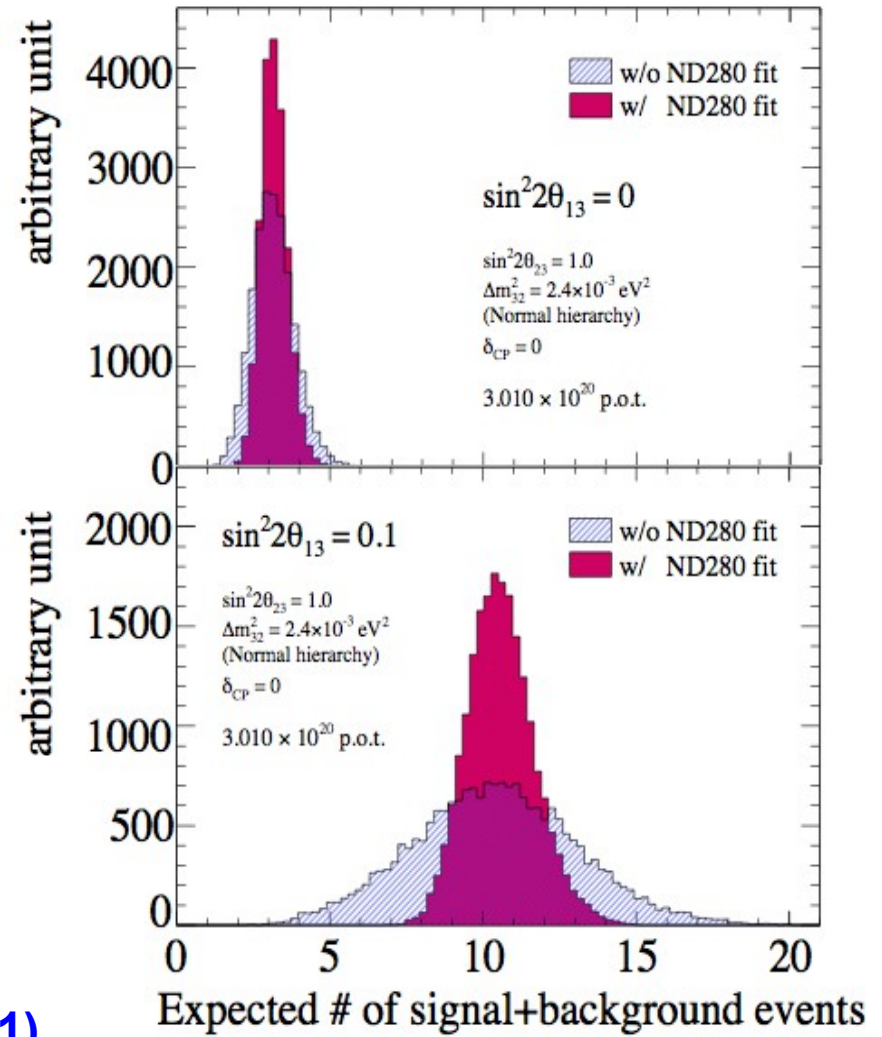 arbitrary unit
4000
3000
2000
1000
0
w/o ND280 fit
w/ ND280 fit
sin²2θ₁₃ = 0
sin²2θ₂₃ = 1.0
Δm²₃₂ = 2.4×10⁻³ eV²
(Normal hierarchy)
δ_CP = 0
3.010 × 10²⁰ p.o.t.
arbitrary unit
2000
1500
1000
500
0
sin²2θ₁₃ = 0.1
sin²2θ₂₃ = 1.0
Δm²₃₂ = 2.4×10⁻³ eV²
(Normal hierarchy)
δ_CP = 0
3.010 × 10²⁰ p.o.t.
w/o ND280 fit
w/ ND280 fit
0 5 10 15 20
Expected # of signal+background events
1)